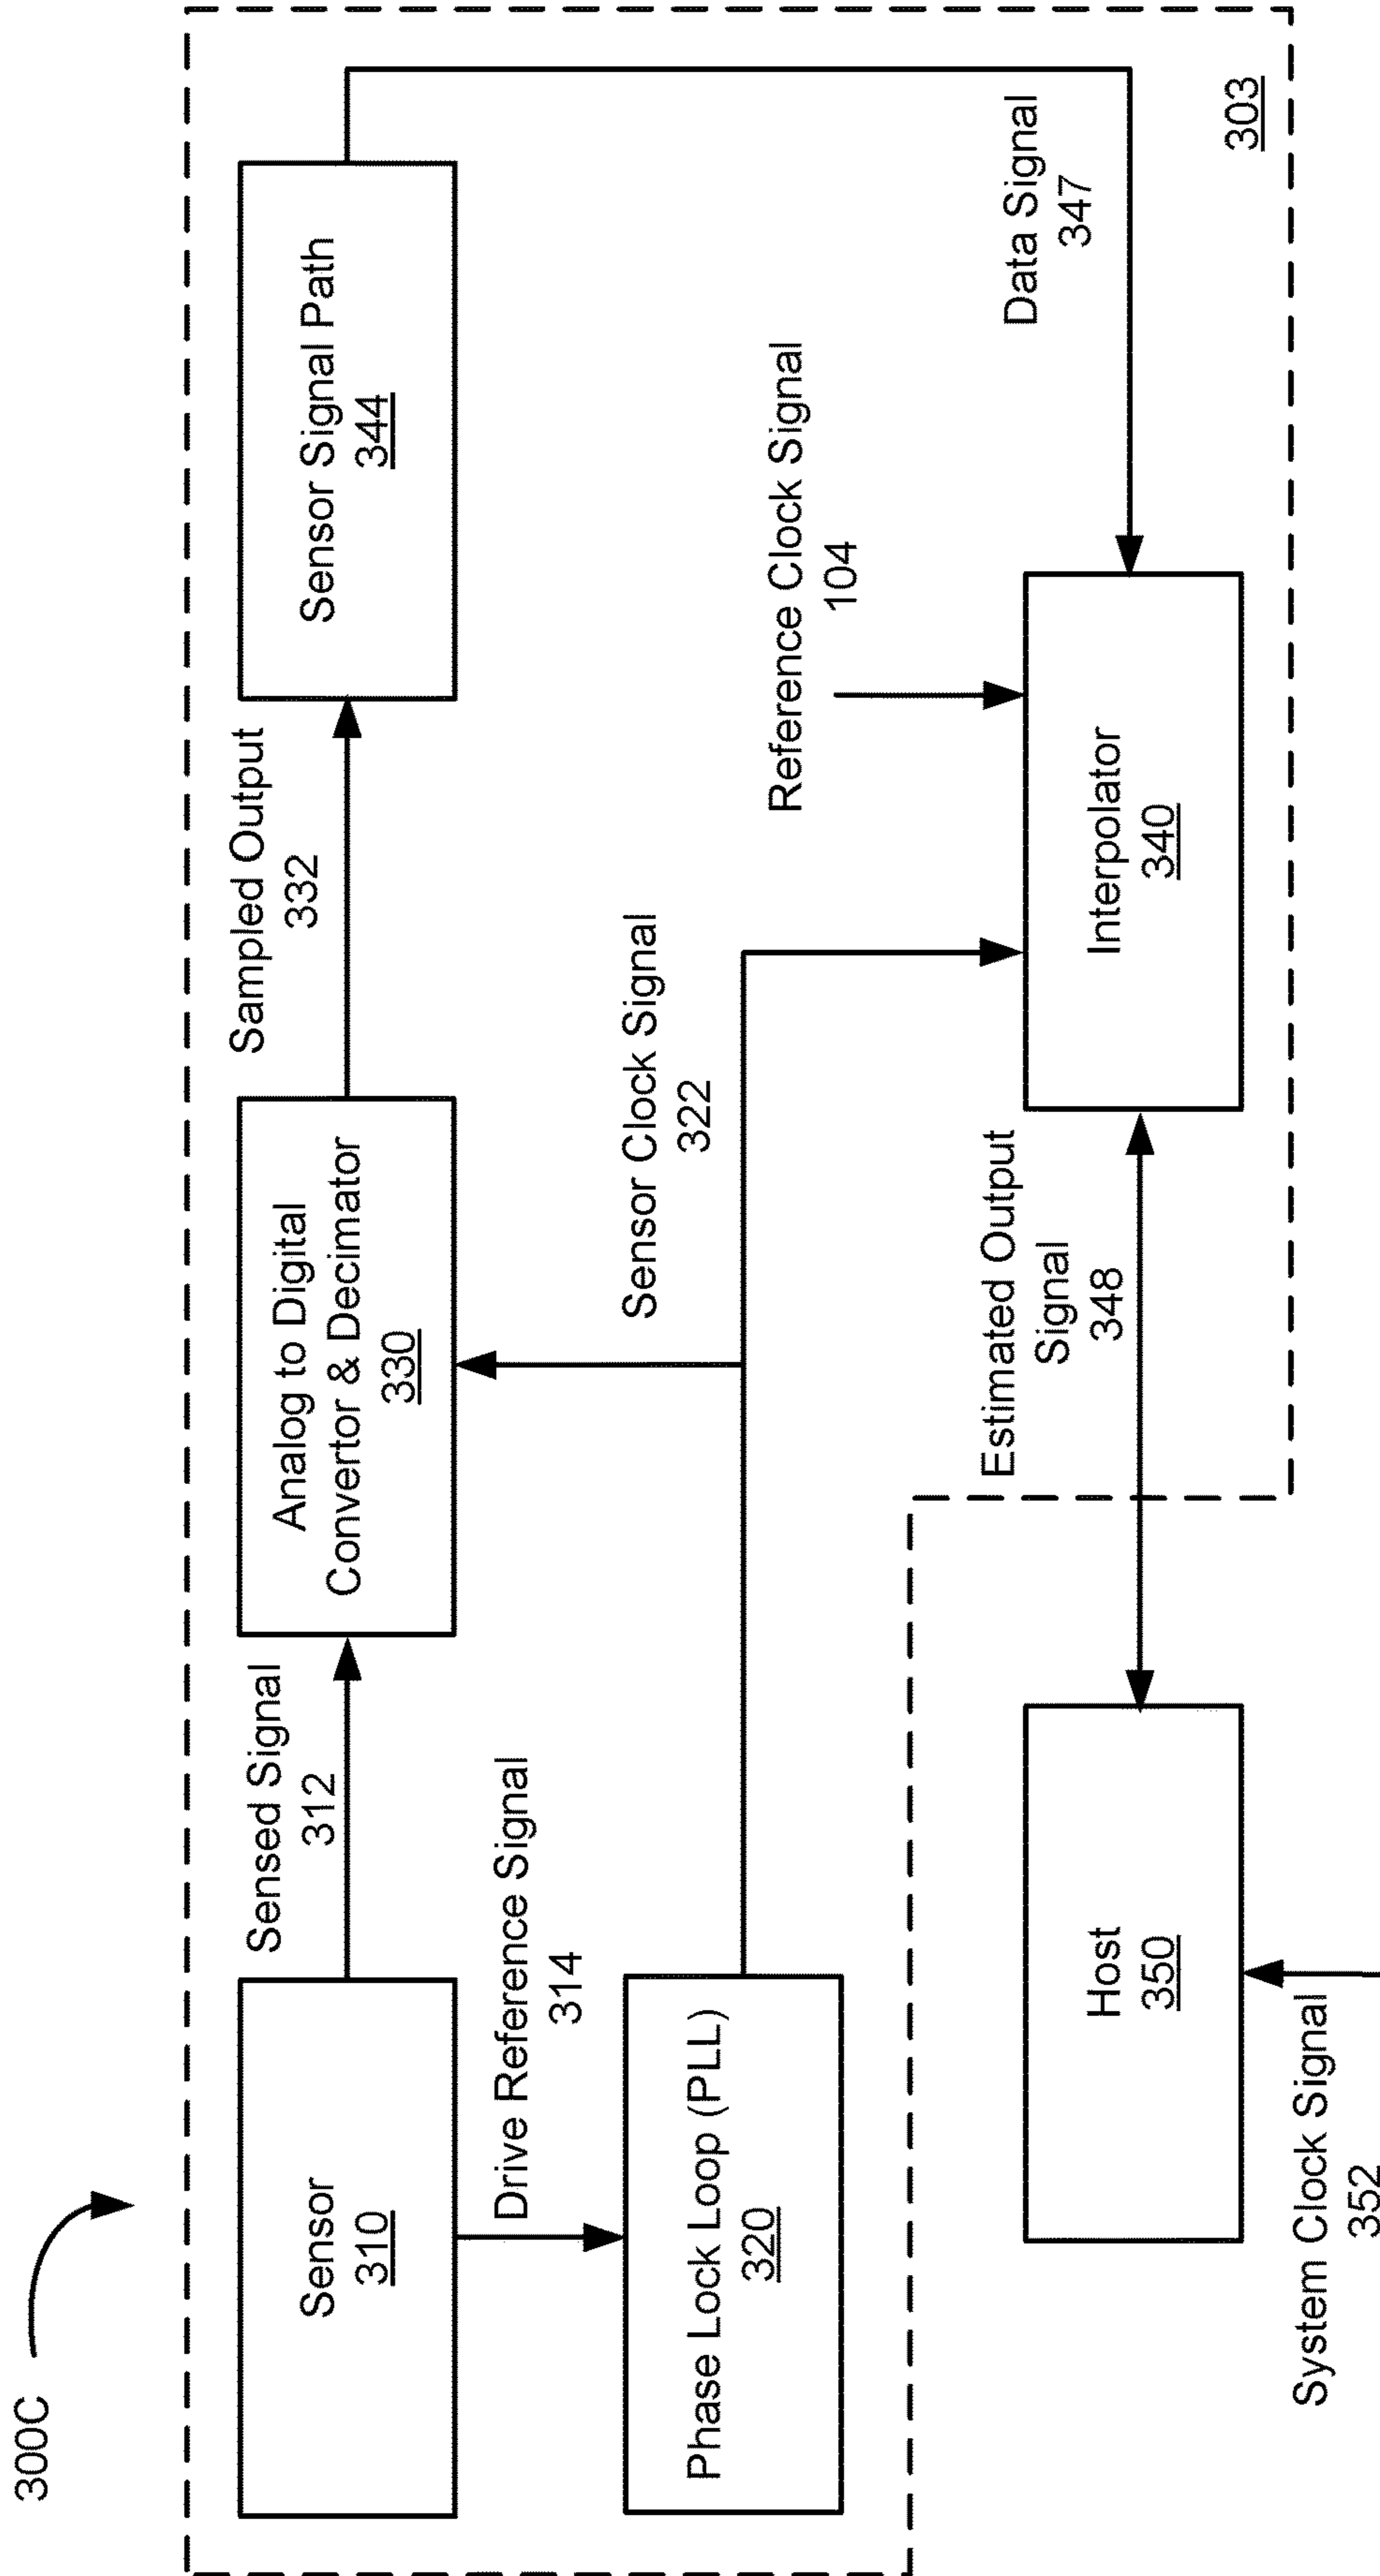 300C
Sensor
310
Sensed Signal
312
Analog to Digital
Convertor & Decimator
330
Sampled Output
332
Sensor Signal Path
344
Drive Reference Signal
314
Phase Lock Loop (PLL)
320
Sensor Clock Signal
322
Reference Clock Signal
104
Data Signal
347
Host
350
Estimated Output
Signal
348
Interpolator
340
303
System Clock Signal
352